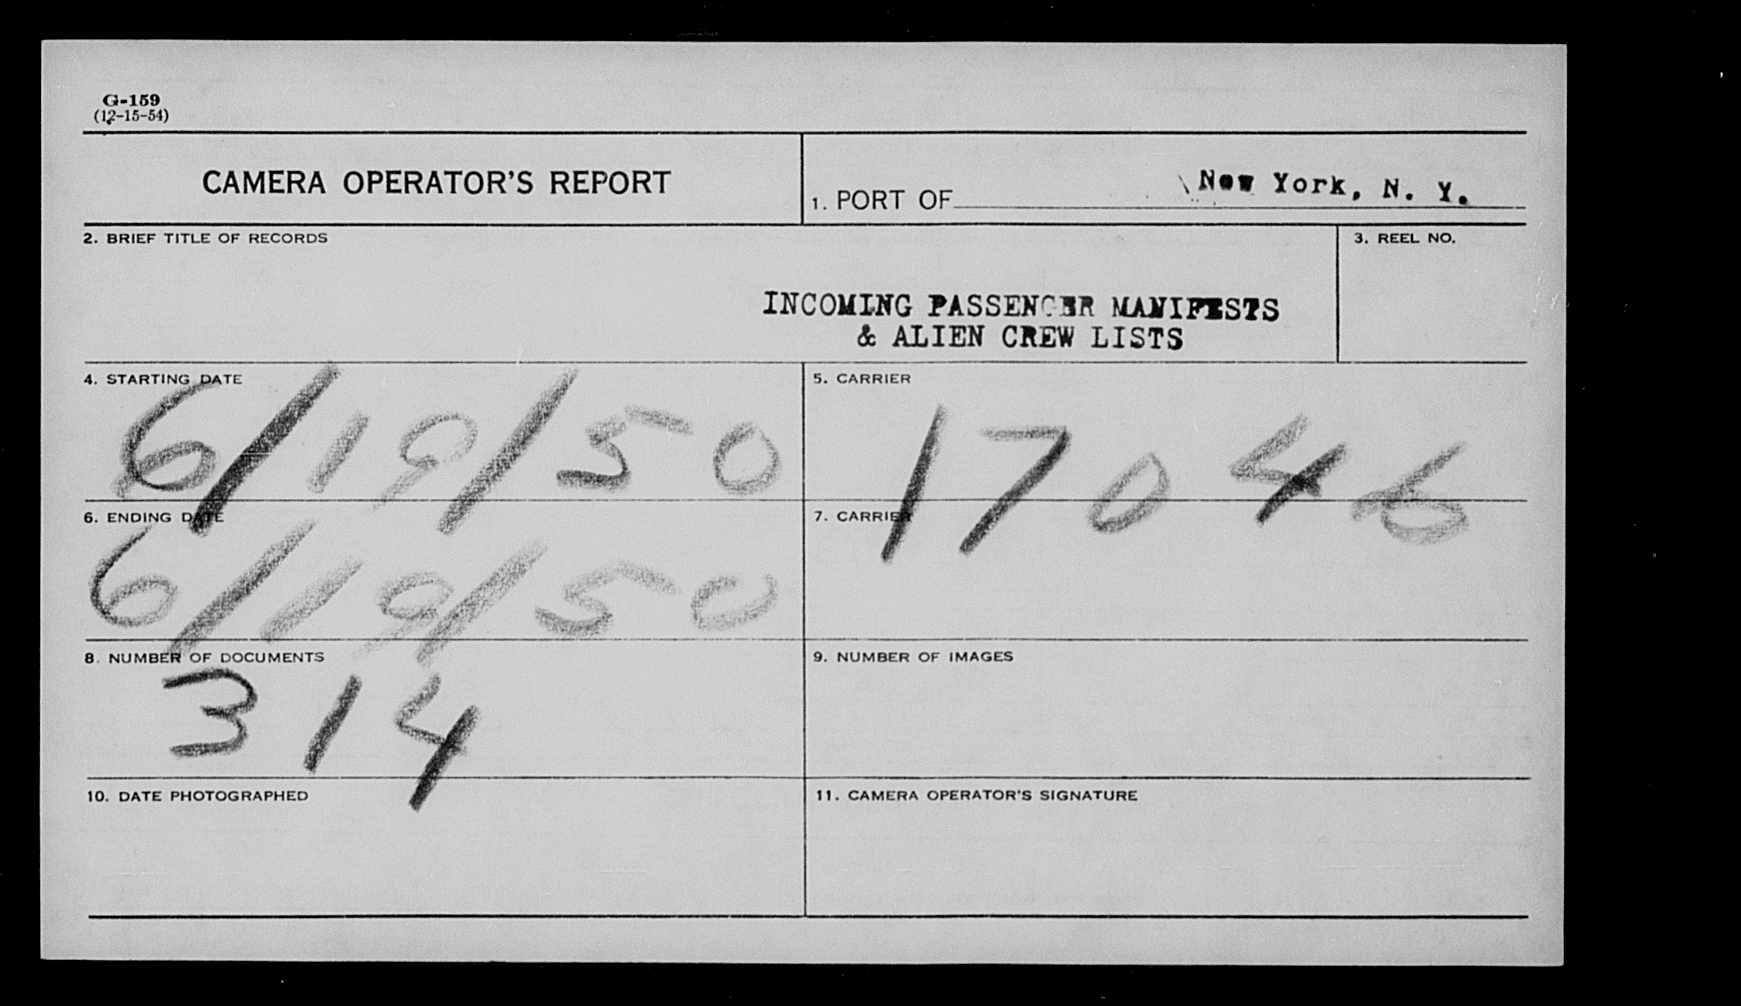 G-159
(12-15-54)
CAMERA OPERATOR'S REPORT
1. PORT OF New York, N. Y.
2. BRIEF TITLE OF RECORDS
3. REEL NO.
INCOMING PASSENGER MANIFESTS
& ALIEN CREW LISTS
4. STARTING DATE
6/19/50
5. CARRIER
17046
6. ENDING DATE
6/19/50
7. CARRIER
8. NUMBER OF DOCUMENTS
314
9. NUMBER OF IMAGES
10. DATE PHOTOGRAPHED
11. CAMERA OPERATOR'S SIGNATURE